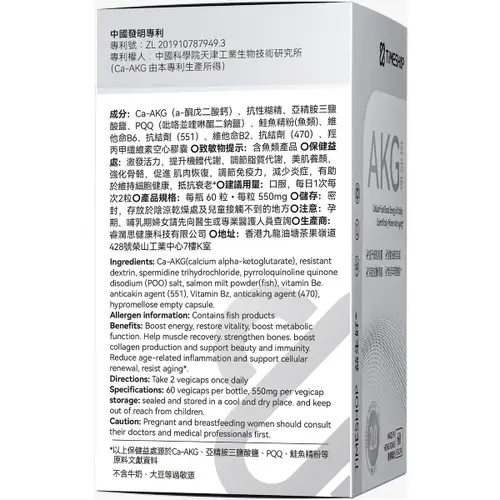 中國發明專利
專利號：ZL 201910787949.3
專利權人：中國科學院天津工業生物技術研究所
(Ca-AKG 由本專利生產所得)
成分：Ca-AKG（α-酮戊二酸鈣）、抗性糊精、亞精胺三鹽
酸鹽、PQQ（吡咯並喹啉醌二鈉鹽）、鮭魚精粉(魚類)、維
他命B6、抗結劑（551）、維他命B2、抗結劑（470）、羥
丙甲纖維素空心膠囊 O致敏物提示：含魚類產品 O保健益
處：激發活力，提升機體代謝，調節脂質代謝，美肌養顏，
強化骨骼，促進 肌肉恢復，調節免疫力，減少炎症，有助
於維持細胞健康，抵抗衰老*O建議用量：口服，每日1次每
次2粒O產品規格：每瓶 60 粒，每粒 550mg O儲存：密
封，存放於陰涼乾燥處及兒童接觸不到的地方O注意：孕
期、哺乳期婦女請先向醫生或專業醫護人員查詢O生產商：
睿瀾思健康科技有限公司 O地址：香港九龍油塘茶果嶺道
428號榮山工業中心7樓K室
Ingredients: Ca-AKG(calcium alpha-ketoglutarate), resistant
dextrin, spermidine trihydrochloride, pyrroloquinoline quinone
disodium (POO) salt, salmon milt powder(fish), vitamin Be.
anticakin agent (551), Vitamin Bz, anticaking agent (470),
hypromellose empty capsule.
Allergen information: Contains fish products
Benefits: Boost energy, restore vitality, boost metabolic
function. Help muscle recovery. strengthen bones. boost
collagen production and support beauty and immunity.
Reduce age-related inflammation and support cellular
renewal, resist aging*.
Directions: Take 2 vegicaps once daily
Specifications: 60 vegicaps per bottle, 550mg per vegicap
storage: sealed and stored in a cool and dry place. and keep
out of reach from children.
Caution: Pregnant and breastfeeding women should consult
their doctors and medical professionals first.
*以上保健益處源於Ca-AKG、亞精胺三鹽酸鹽、PQQ、鮭魚精粉等
原料文獻資料
不含牛奶、大豆等過敏源
TIMESHOP
AKG
TIMESHOP